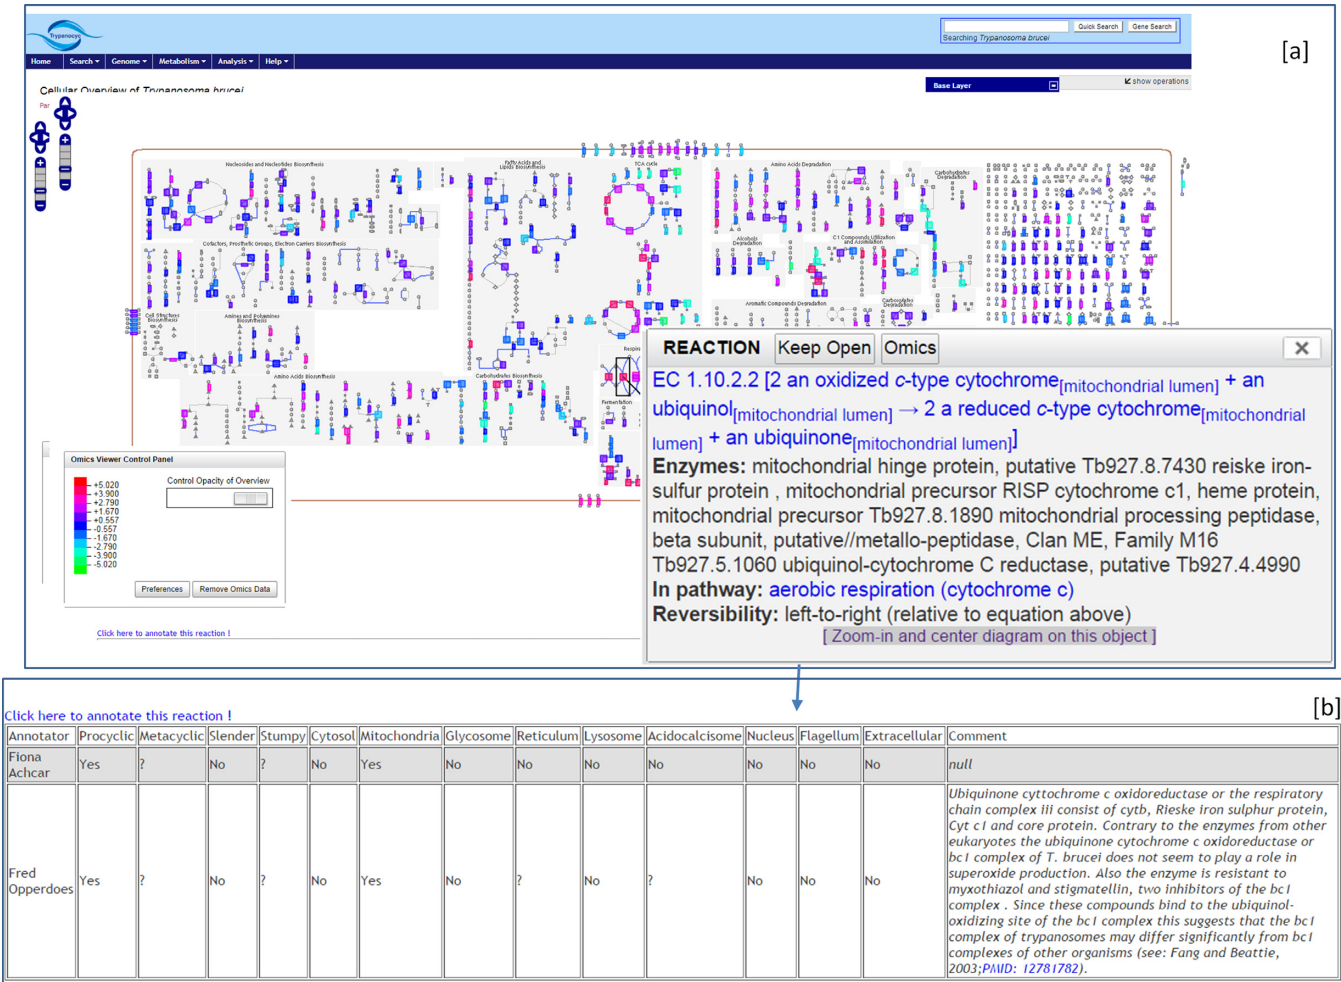 Trypanocyc
Quick Search
Gene Search
Searching Trypanosoma brucei
[a]
Home
Search
Genome
Metabolism
Analysis
Help
Cellular Overview of Trypanosoma brucei
Par
Base Layer
show operations
Nucleosides and Nucleotides Biosynthesis
Fatty Acids and
Lipids Biosynthesis
TCA cycle
Amino Acids Degradation
Carbohydrates
Degradation
Cofactors, Prosthetic Groups, Electron Carriers Biosynthesis
Alcohols
Degradation
C1 Compounds Utilization
and Assimilation
Cell Structures
Biosynthesis
Amines and Polyamines
Biosynthesis
Aromatic Compounds Degradation
Carboxylates
Degradation
Respir
Amino Acids Biosynthesis
Carbohydrates Biosynthesis
Fermentation
REACTION
Keep Open
Omics
EC 1.10.2.2 [2 an oxidized c-type cytochrome[mitochondrial lumen] + an
ubiquinol[mitochondrial lumen] → 2 a reduced c-type cytochrome[mitochondrial
lumen] + an ubiquinone[mitochondrial lumen]]
Enzymes: mitochondrial hinge protein, putative Tb927.8.7430 reiske iron-
sulfur protein , mitochondrial precursor RISP cytochrome c1, heme protein,
mitochondrial precursor Tb927.8.1890 mitochondrial processing peptidase,
beta subunit, putative//metallo-peptidase, Clan ME, Family M16
Tb927.5.1060 ubiquinol-cytochrome C reductase, putative Tb927.4.4990
In pathway: aerobic respiration (cytochrome c)
Reversibility: left-to-right (relative to equation above)
[ Zoom-in and center diagram on this object ]
Omics Viewer Control Panel
+5.020
+3.900
+2.790
+1.670
+0.557
-0.557
-1.670
-2.790
-3.900
-5.020
Control Opacity of Overview
Preferences
Remove Omics Data
Click here to annotate this reaction !
[b]
Click here to annotate this reaction !
Annotator Procyclic Metacyclic Slender Stumpy Cytosol Mitochondria Glycosome Reticulum Lysosome Acidocalcisome Nucleus Flagellum Extracellular Comment
Fiona
Achcar
Yes ? No ? No Yes No No No No No No No null
Fred
Opperdoes
Yes ? No ? No Yes No ? No ? No No No
Ubiquinone cyttochrome c oxidoreductase or the respiratory
chain complex iii consist of cytb, Rieske iron sulphur protein,
Cyt c1 and core protein. Contrary to the enzymes from other
eukaryotes the ubiquinone cytochrome c oxidoreductase or
bc1 complex of T. brucei does not seem to play a role in
superoxide production. Also the enzyme is resistant to
myxothiazol and stigmatellin, two inhibitors of the bc1
complex . Since these compounds bind to the ubiquinol-
oxidizing site of the bc1 complex this suggests that the bc1
complex of trypanosomes may differ significantly from bc1
complexes of other organisms (see: Fang and Beattie,
2003;PMID: 12781782).